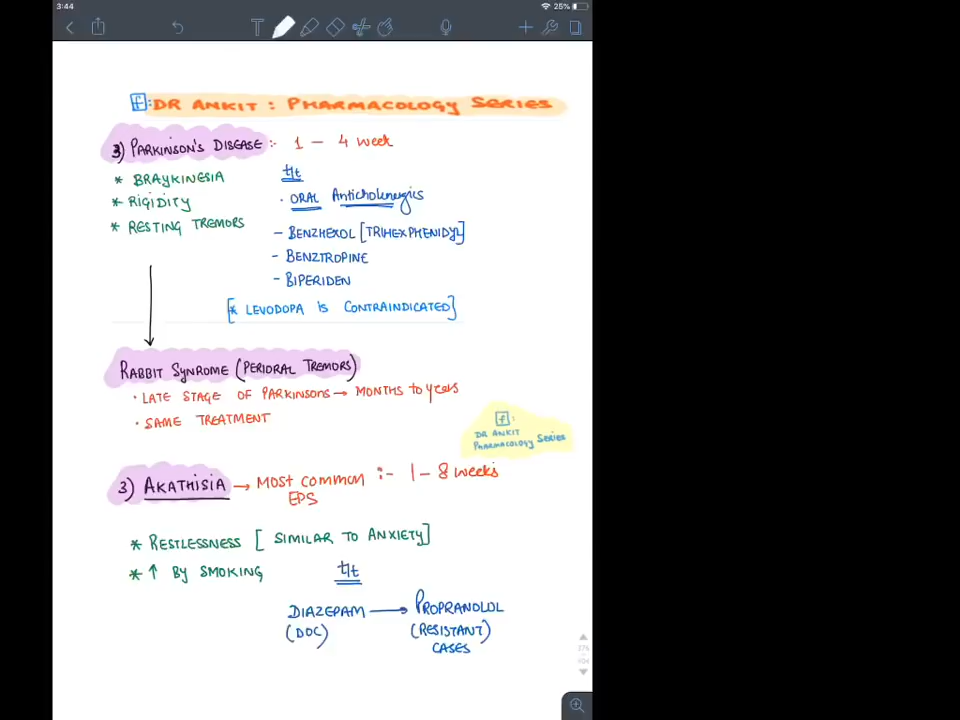 3:44
25%
T
f: DR ANKIT : PHARMACOLOGY SERIES
3) PARKINSON'S DISEASE :- 1 - 4 week
* BRAYKINESIA
* RIGIDITY
* RESTING TREMORS
t/t
· ORAL Anticholinergics
- BENZHEXOL [TRIHEXPHENIDYL]
- BENZTROPINE
- BIPERIDEN
[* LEVODOPA is CONTRAINDICATED]
RABBIT SYNROME (PERIORAL TREMORS)
· LATE STAGE OF PARKINSONS → MONTHS to years
· SAME TREATMENT
f:
DR ANKIT
PHARMACOLOGY SERIES
3) AKATHISIA → MOST COMMON :- 1 - 8 weeks
EPS
* RESTLESSNESS [ SIMILAR TO ANXIETY]
* ↑ BY SMOKING
t/t
DIAZEPAM → PROPRANOLOL
(DOC) (RESISTANT)
CASES